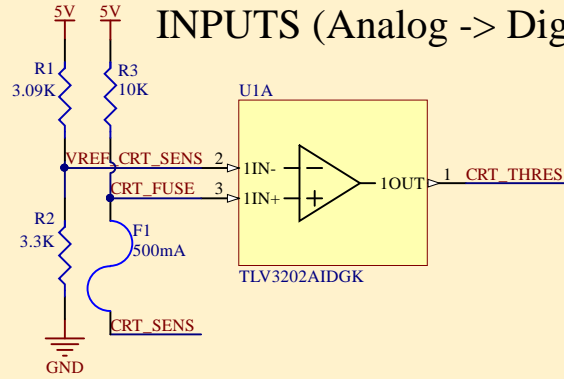 5V
5V
INPUTS (Analog -> Dig
R1
3.09K
R3
10K
U1A
VREF_CRT_SENS
2
1IN-
1OUT
1
CRT_THRES
CRT_FUSE
3
1IN+
R2
3.3K
F1
500mA
TLV3202AIDGK
CRT_SENS
GND